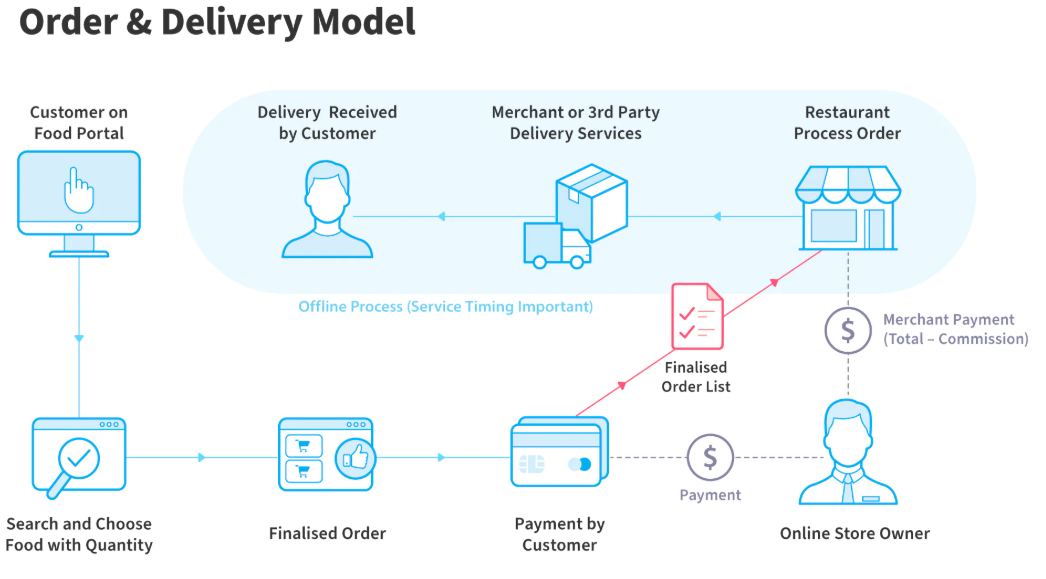 Order & Delivery Model
Customer on
Food Portal
Delivery Received
by Customer
Merchant or 3rd Party
Delivery Services
Restaurant
Process Order
Offline Process (Service Timing Important)
$
Merchant Payment
(Total – Commission)
Finalised
Order List
$
Payment
Search and Choose
Food with Quantity
Finalised Order
Payment by
Customer
Online Store Owner